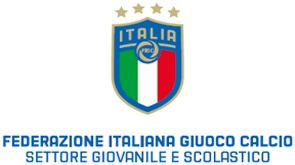 ITALIA
FIGC
FEDERAZIONE ITALIANA GIUOCO CALCIO
SETTORE GIOVANILE E SCOLASTICO